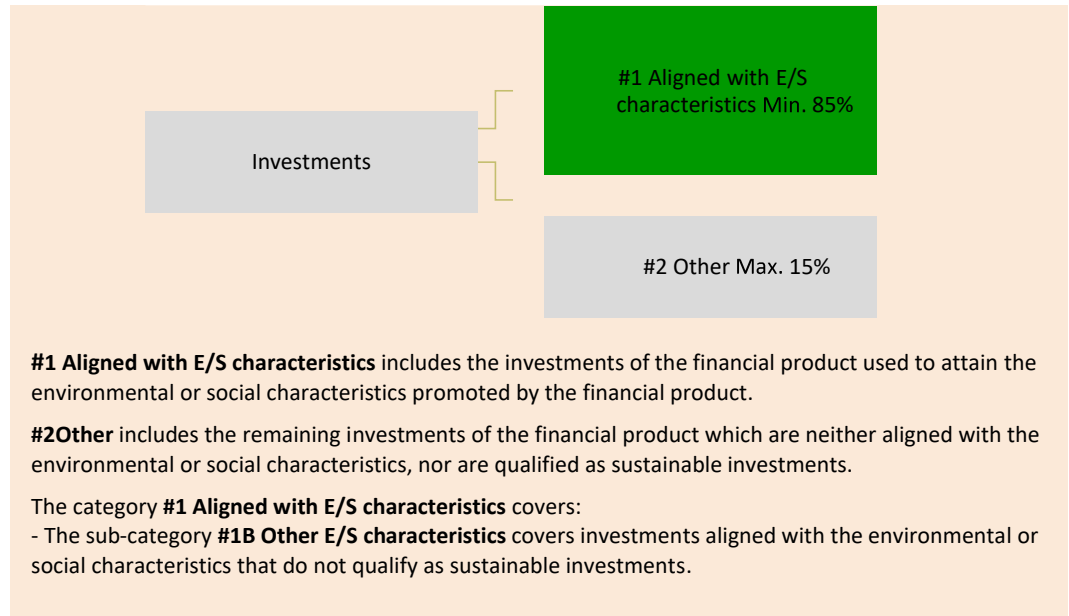 #1 Aligned with E/S
characteristics Min. 85%
Investments
#2 Other Max. 15%
#1 Aligned with E/S characteristics includes the investments of the financial product used to attain the
environmental or social characteristics promoted by the financial product.
#2Other includes the remaining investments of the financial product which are neither aligned with the
environmental or social characteristics, nor are qualified as sustainable investments.
The category #1 Aligned with E/S characteristics covers:
- The sub-category #1B Other E/S characteristics covers investments aligned with the environmental or
social characteristics that do not qualify as sustainable investments.